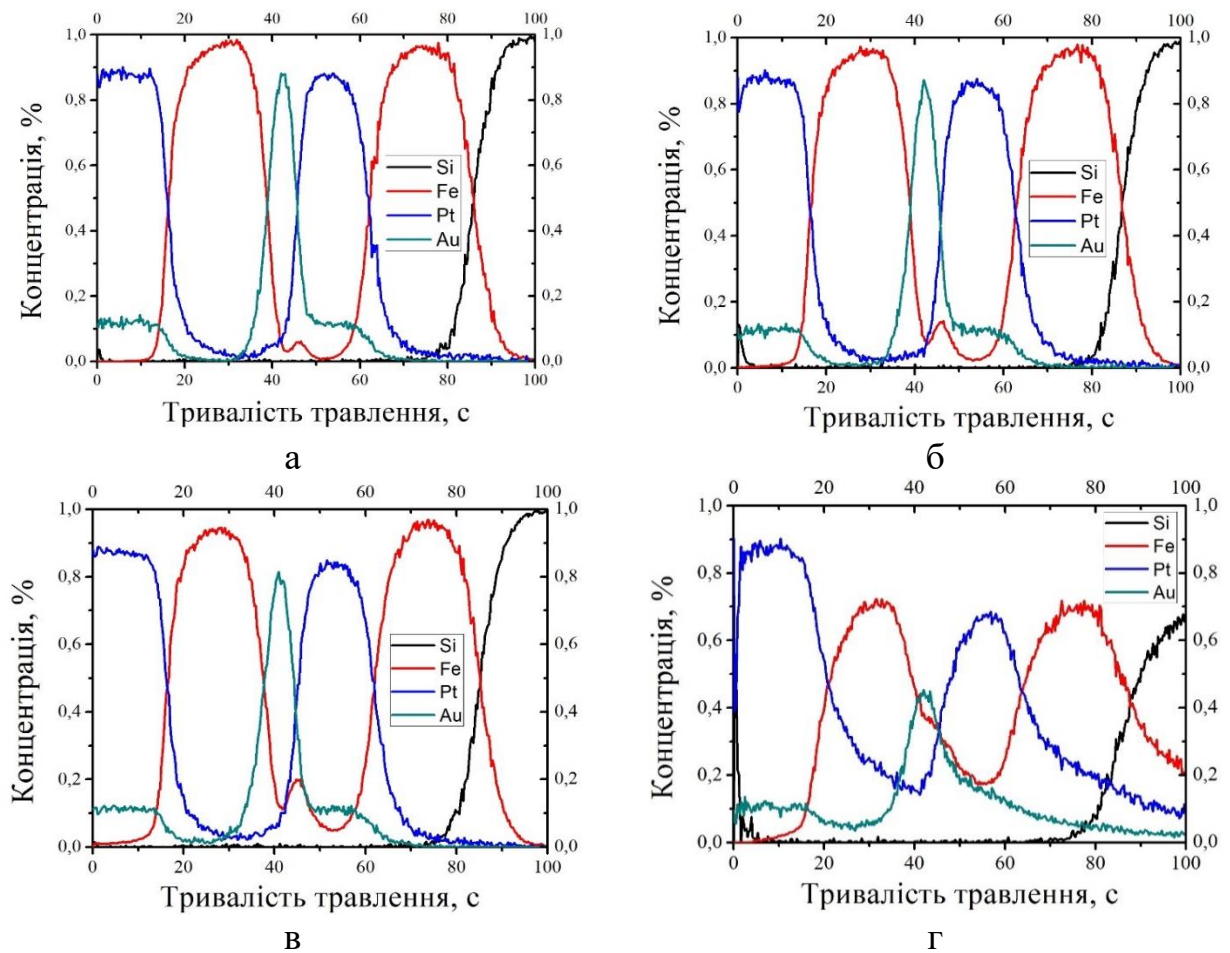 0 20 40 60 80 100
1,0 1,0
0,8 0,8
0,6 0,6
0,4 0,4
0,2 0,2
0,0 0,0
Концентрація, %
Si
Fe
Pt
Au
0 20 40 60 80 100
Тривалість травлення, с
а
0 20 40 60 80 100
1,0 1,0
0,8 0,8
0,6 0,6
0,4 0,4
0,2 0,2
0,0 0,0
Концентрація, %
Si
Fe
Pt
Au
0 20 40 60 80 100
Тривалість травлення, с
б
0 20 40 60 80 100
1,0 1,0
0,8 0,8
0,6 0,6
0,4 0,4
0,2 0,2
0,0 0,0
Концентрація, %
Si
Fe
Pt
Au
0 20 40 60 80 100
Тривалість травлення, с
в
0 20 40 60 80 100
1,0 1,0
0,8 0,8
0,6 0,6
0,4 0,4
0,2 0,2
0,0 0,0
Концентрація, %
Si
Fe
Pt
Au
0 20 40 60 80 100
Тривалість травлення, с
г